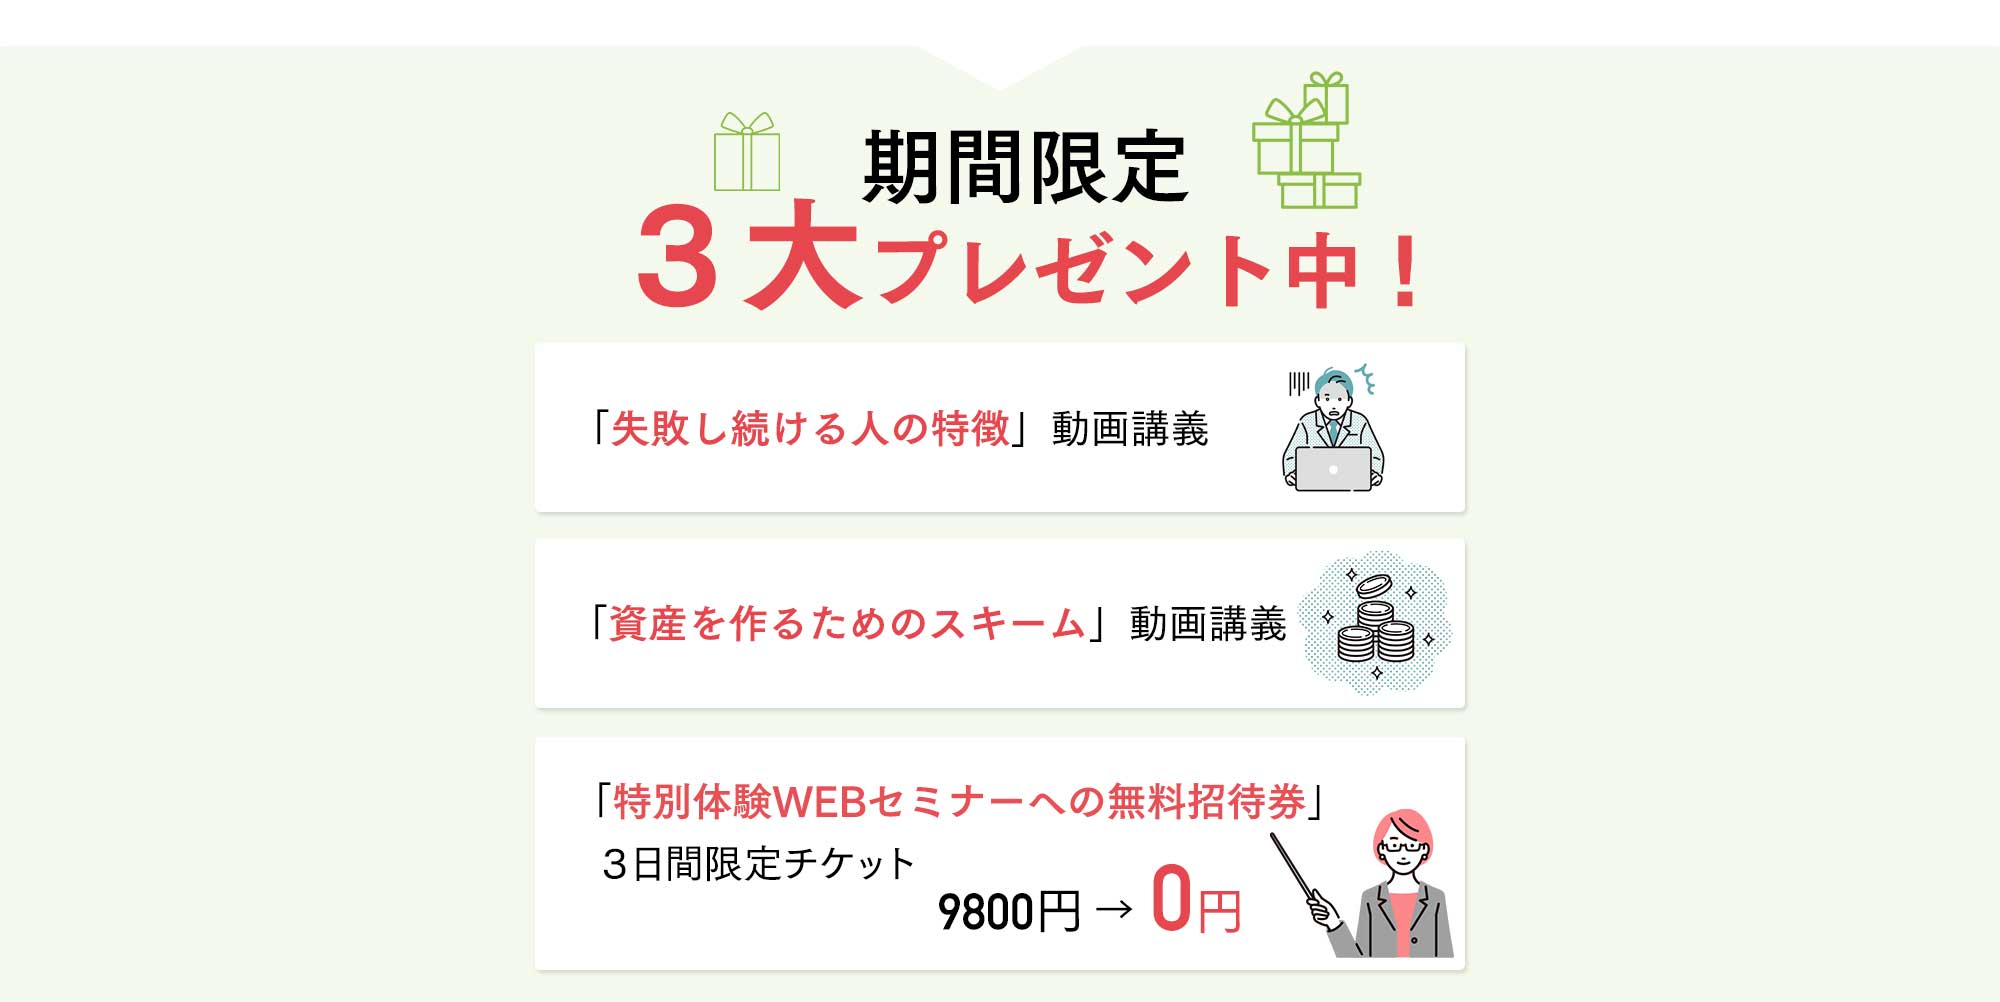 期間限定
３大プレゼント中！
「失敗し続ける人の特徴」動画講義
「資産を作るためのスキーム」動画講義
「特別体験WEBセミナーへの無料招待券」
３日間限定チケット
9800円→0円